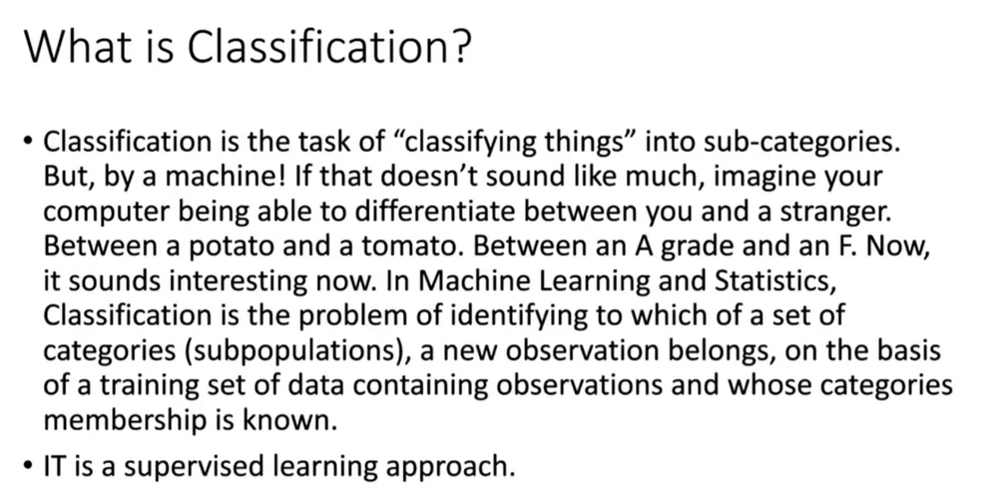 What is Classification?
• Classification is the task of “classifying things” into sub-categories.
But, by a machine! If that doesn’t sound like much, imagine your
computer being able to differentiate between you and a stranger.
Between a potato and a tomato. Between an A grade and an F. Now,
it sounds interesting now. In Machine Learning and Statistics,
Classification is the problem of identifying to which of a set of
categories (subpopulations), a new observation belongs, on the basis
of a training set of data containing observations and whose categories
membership is known.
• IT is a supervised learning approach.